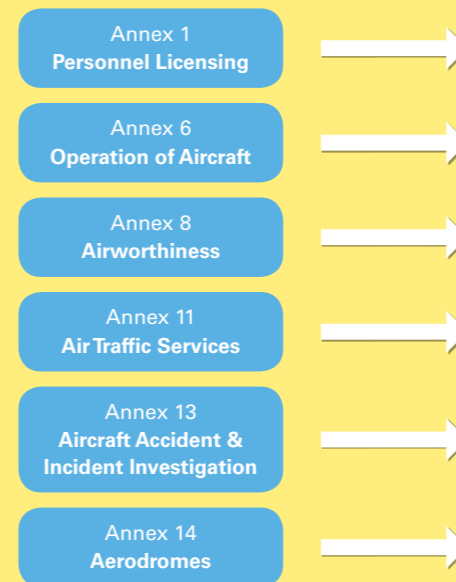 Annex 1
Personnel Licensing
Annex 6
Operation of Aircraft
Annex 8
Airworthiness
Annex 11
Air Traffic Services
Annex 13
Aircraft Accident &
Incident Investigation
Annex 14
Aerodromes